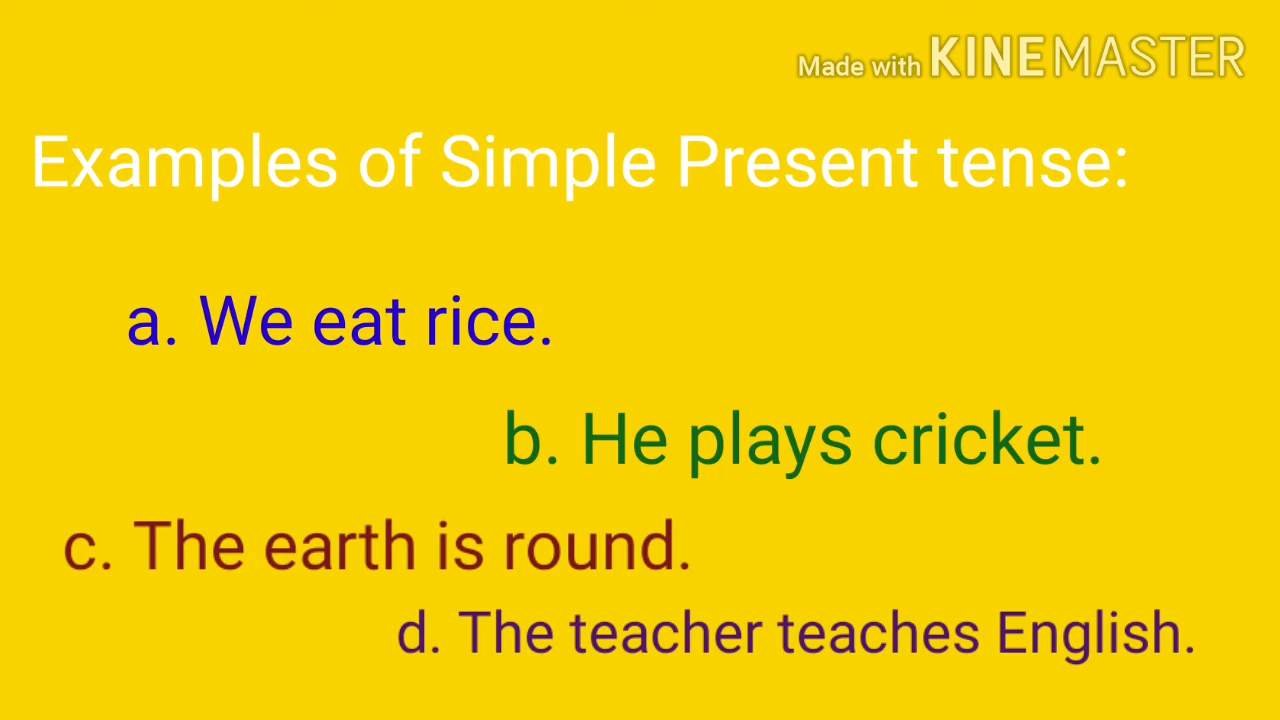 Made with KINEMASTER
Examples of Simple Present tense:
a. We eat rice.
b. He plays cricket.
c. The earth is round.
d. The teacher teaches English.